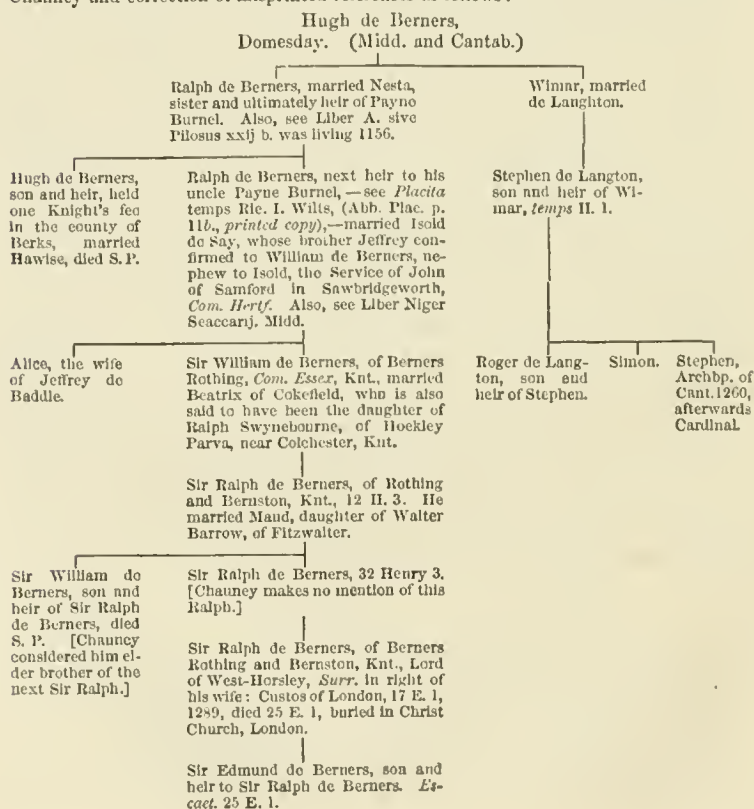 Chauncy and correction of misprinted references as follows :
Hugh de Berners,
Domesday. (Midd. and Cantab.)
Ralph de Berners, married Nesta,
sister and ultimately heir of Payne
Burnel. Also, see Liber A. sive
Pilosus xxij b. was living 1156.
Wimar, married
de Langhton.
Hugh de Berners,
son and heir, held
one Knight's fee
in the county of
Berks, married
Hawise, died S. P.
Ralph de Berners, next heir to his
uncle Payne Burnel,—see Placita
temps Ric. I. Wilts, (Abb. Plac. p.
11b., printed copy),—married Isold
de Say, whose brother Jeffrey con-
firmed to William de Berners, ne-
phew to Isold, the Service of John
of Samford in Sawbridgeworth,
Com. Hertf. Also, see Liber Niger
Scaccarij. Midd.
Stephen de Langton,
son and heir of Wi-
mar, temps H. 1.
Alice, the wife
of Jeffrey de
Baddle.
Sir William de Berners, of Berners
Rothing, Com. Essex, Knt., married
Beatrix of Cokefield, who is also
said to have been the daughter of
Ralph Swynebourne, of Hockley
Parva, near Colchester, Knt.
Roger de Lang-
ton, son and
heir of Stephen.
Simon.
Stephen,
Archbp. of
Cant. 1260,
afterwards
Cardinal.
Sir Ralph de Berners, of Rothing
and Bernston, Knt., 12 H. 3. He
married Maud, daughter of Walter
Barrow, of Fitzwalter.
Sir William de
Berners, son and
heir of Sir Ralph
de Berners, died
S. P. [Chauncy
considered him el-
der brother of the
next Sir Ralph.]
Sir Ralph de Berners, 32 Henry 3.
[Chauncy makes no mention of this
Ralph.]
Sir Ralph de Berners, of Berners
Rothing and Bernston, Knt., Lord
of West-Horsley, Surr. in right of
his wife: Custos of London, 17 E. 1,
1289, died 25 E. 1, buried in Christ
Church, London.
Sir Edmund de Berners, son and
heir to Sir Ralph de Berners. Es-
caet. 25 E. 1.